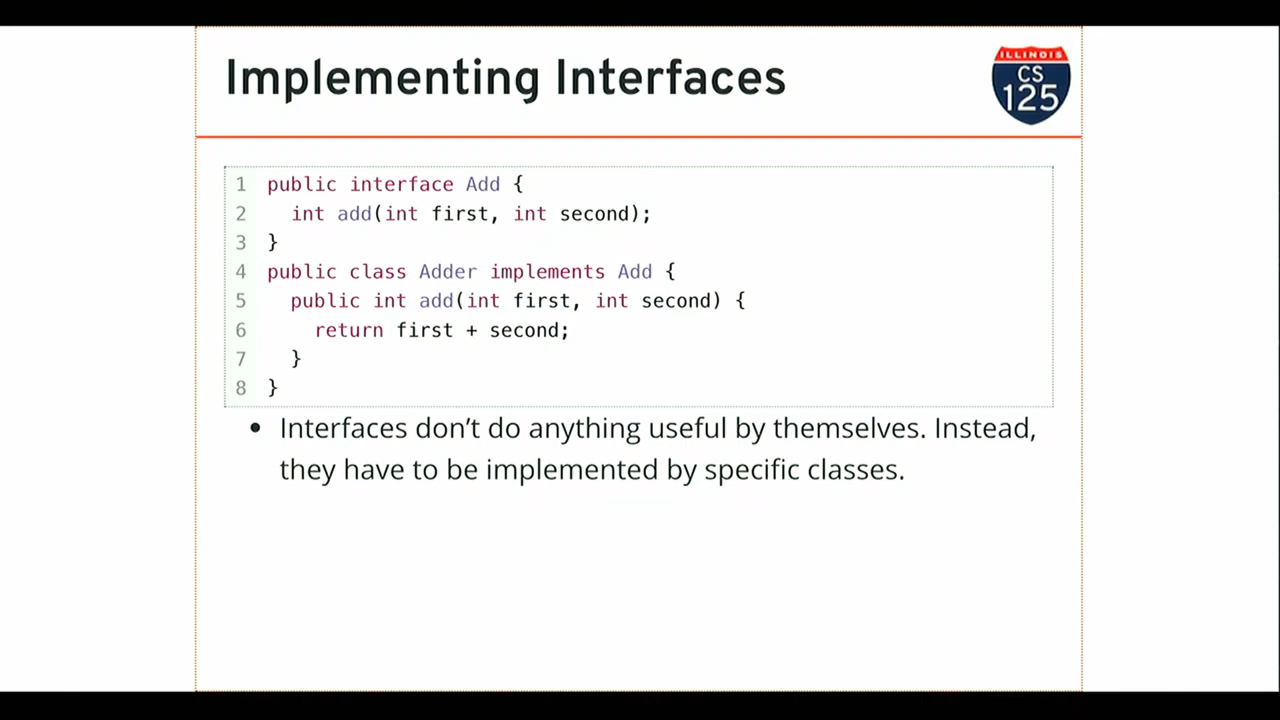 Implementing Interfaces
ILLINOIS
CS
125
1 public interface Add {
2   int add(int first, int second);
3 }
4 public class Adder implements Add {
5   public int add(int first, int second) {
6     return first + second;
7   }
8 }
• Interfaces don’t do anything useful by themselves. Instead,
they have to be implemented by specific classes.